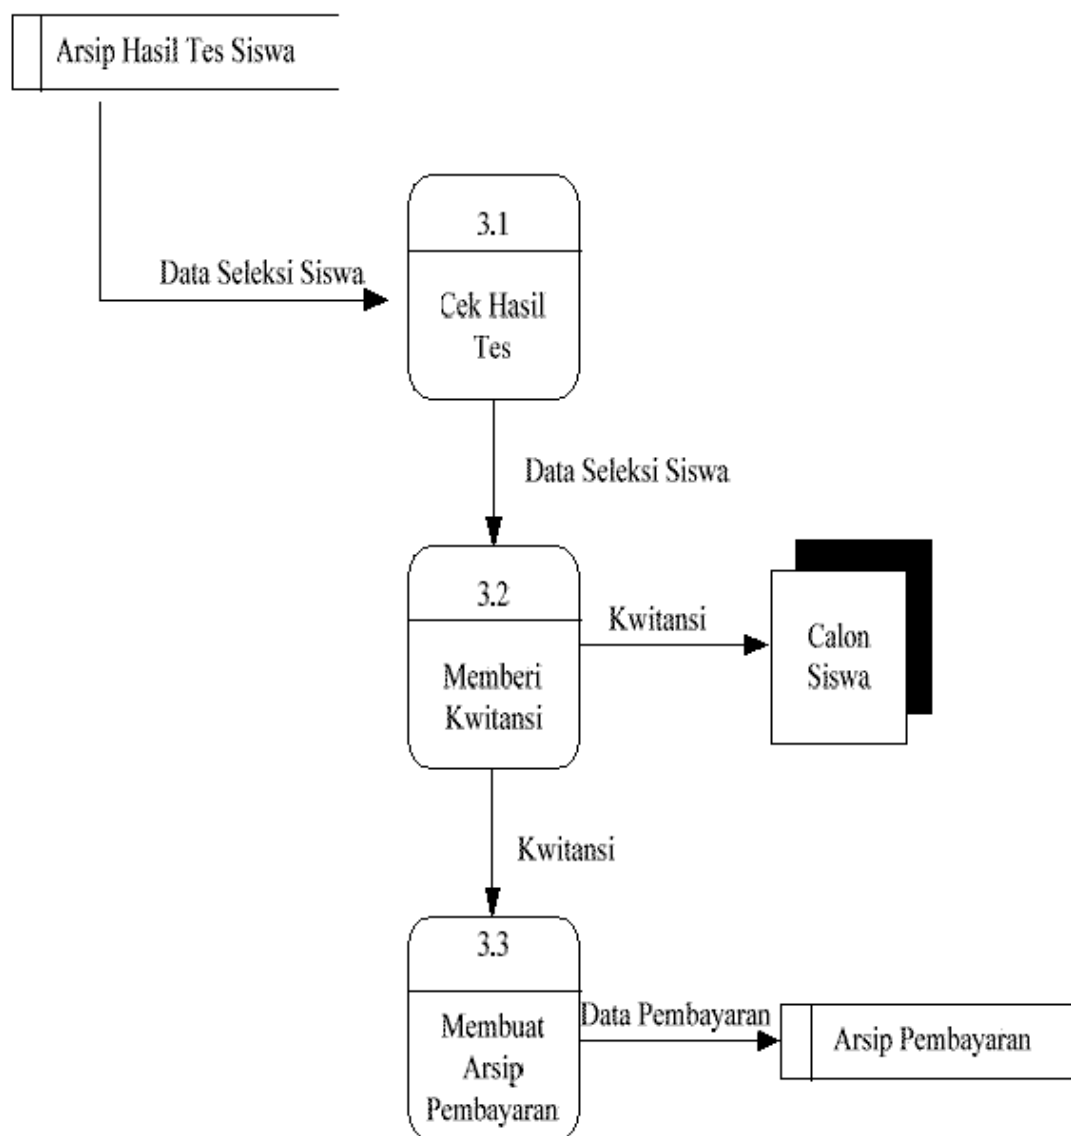 Arsip Hasil Tes Siswa
3.1
Data Seleksi Siswa
Cek Hasil
Tes
Data Seleksi Siswa
3.2
Kwitansi
Calon
Siswa
Memberi
Kwitansi
Kwitansi
3.3
Data Pembayaran
Arsip Pembayaran
Membuat
Arsip
Pembayaran